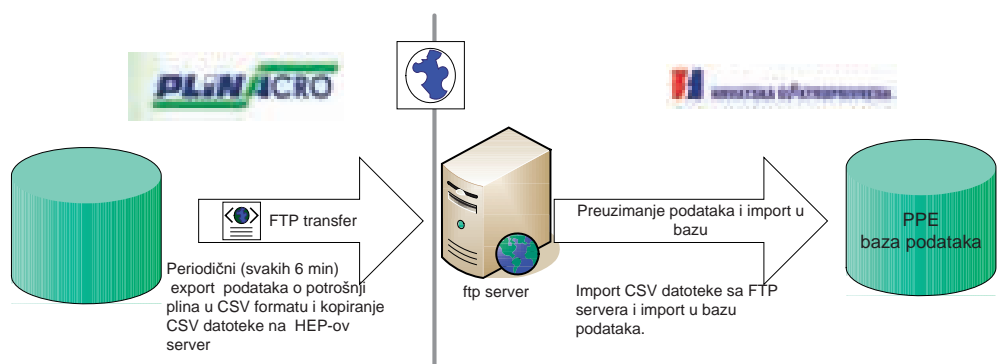 PLINACRO
HRVATSKA ELEKTROPRIVREDA
FTP transfer
Periodični (svakih 6 min)
export podataka o potrošnji
plina u CSV formatu i kopiranje
CSV datoteke na HEP-ov
server
ftp server
Preuzimanje podataka i import u
bazu
Import CSV datoteke sa FTP
servera i import u bazu
podataka.
PPE
baza podataka